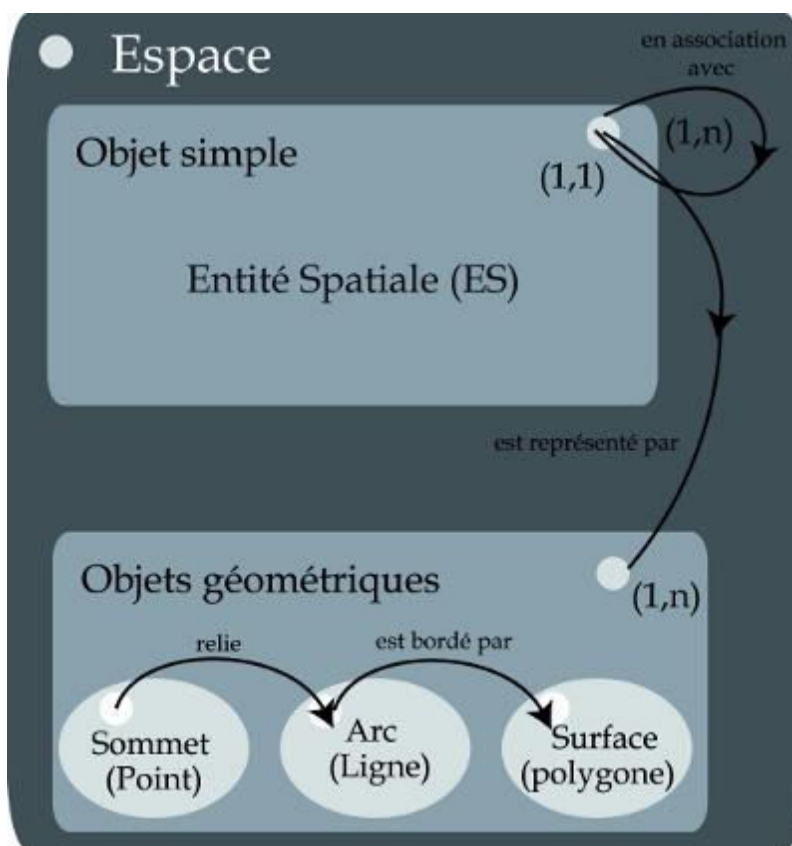 Espace
en association
avec
Objet simple
(1,n)
(1,1)
Entité Spatiale (ES)
est représenté par
Objets géométriques
(1,n)
relie
est bordé par
Sommet
(Point)
Arc
(Ligne)
Surface
(polygone)